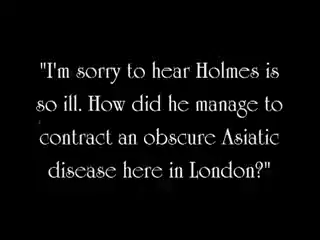 "I'm sorry to hear Holmes is
so ill. How did he manage to
contract an obscure Asiatic
disease here in London?"